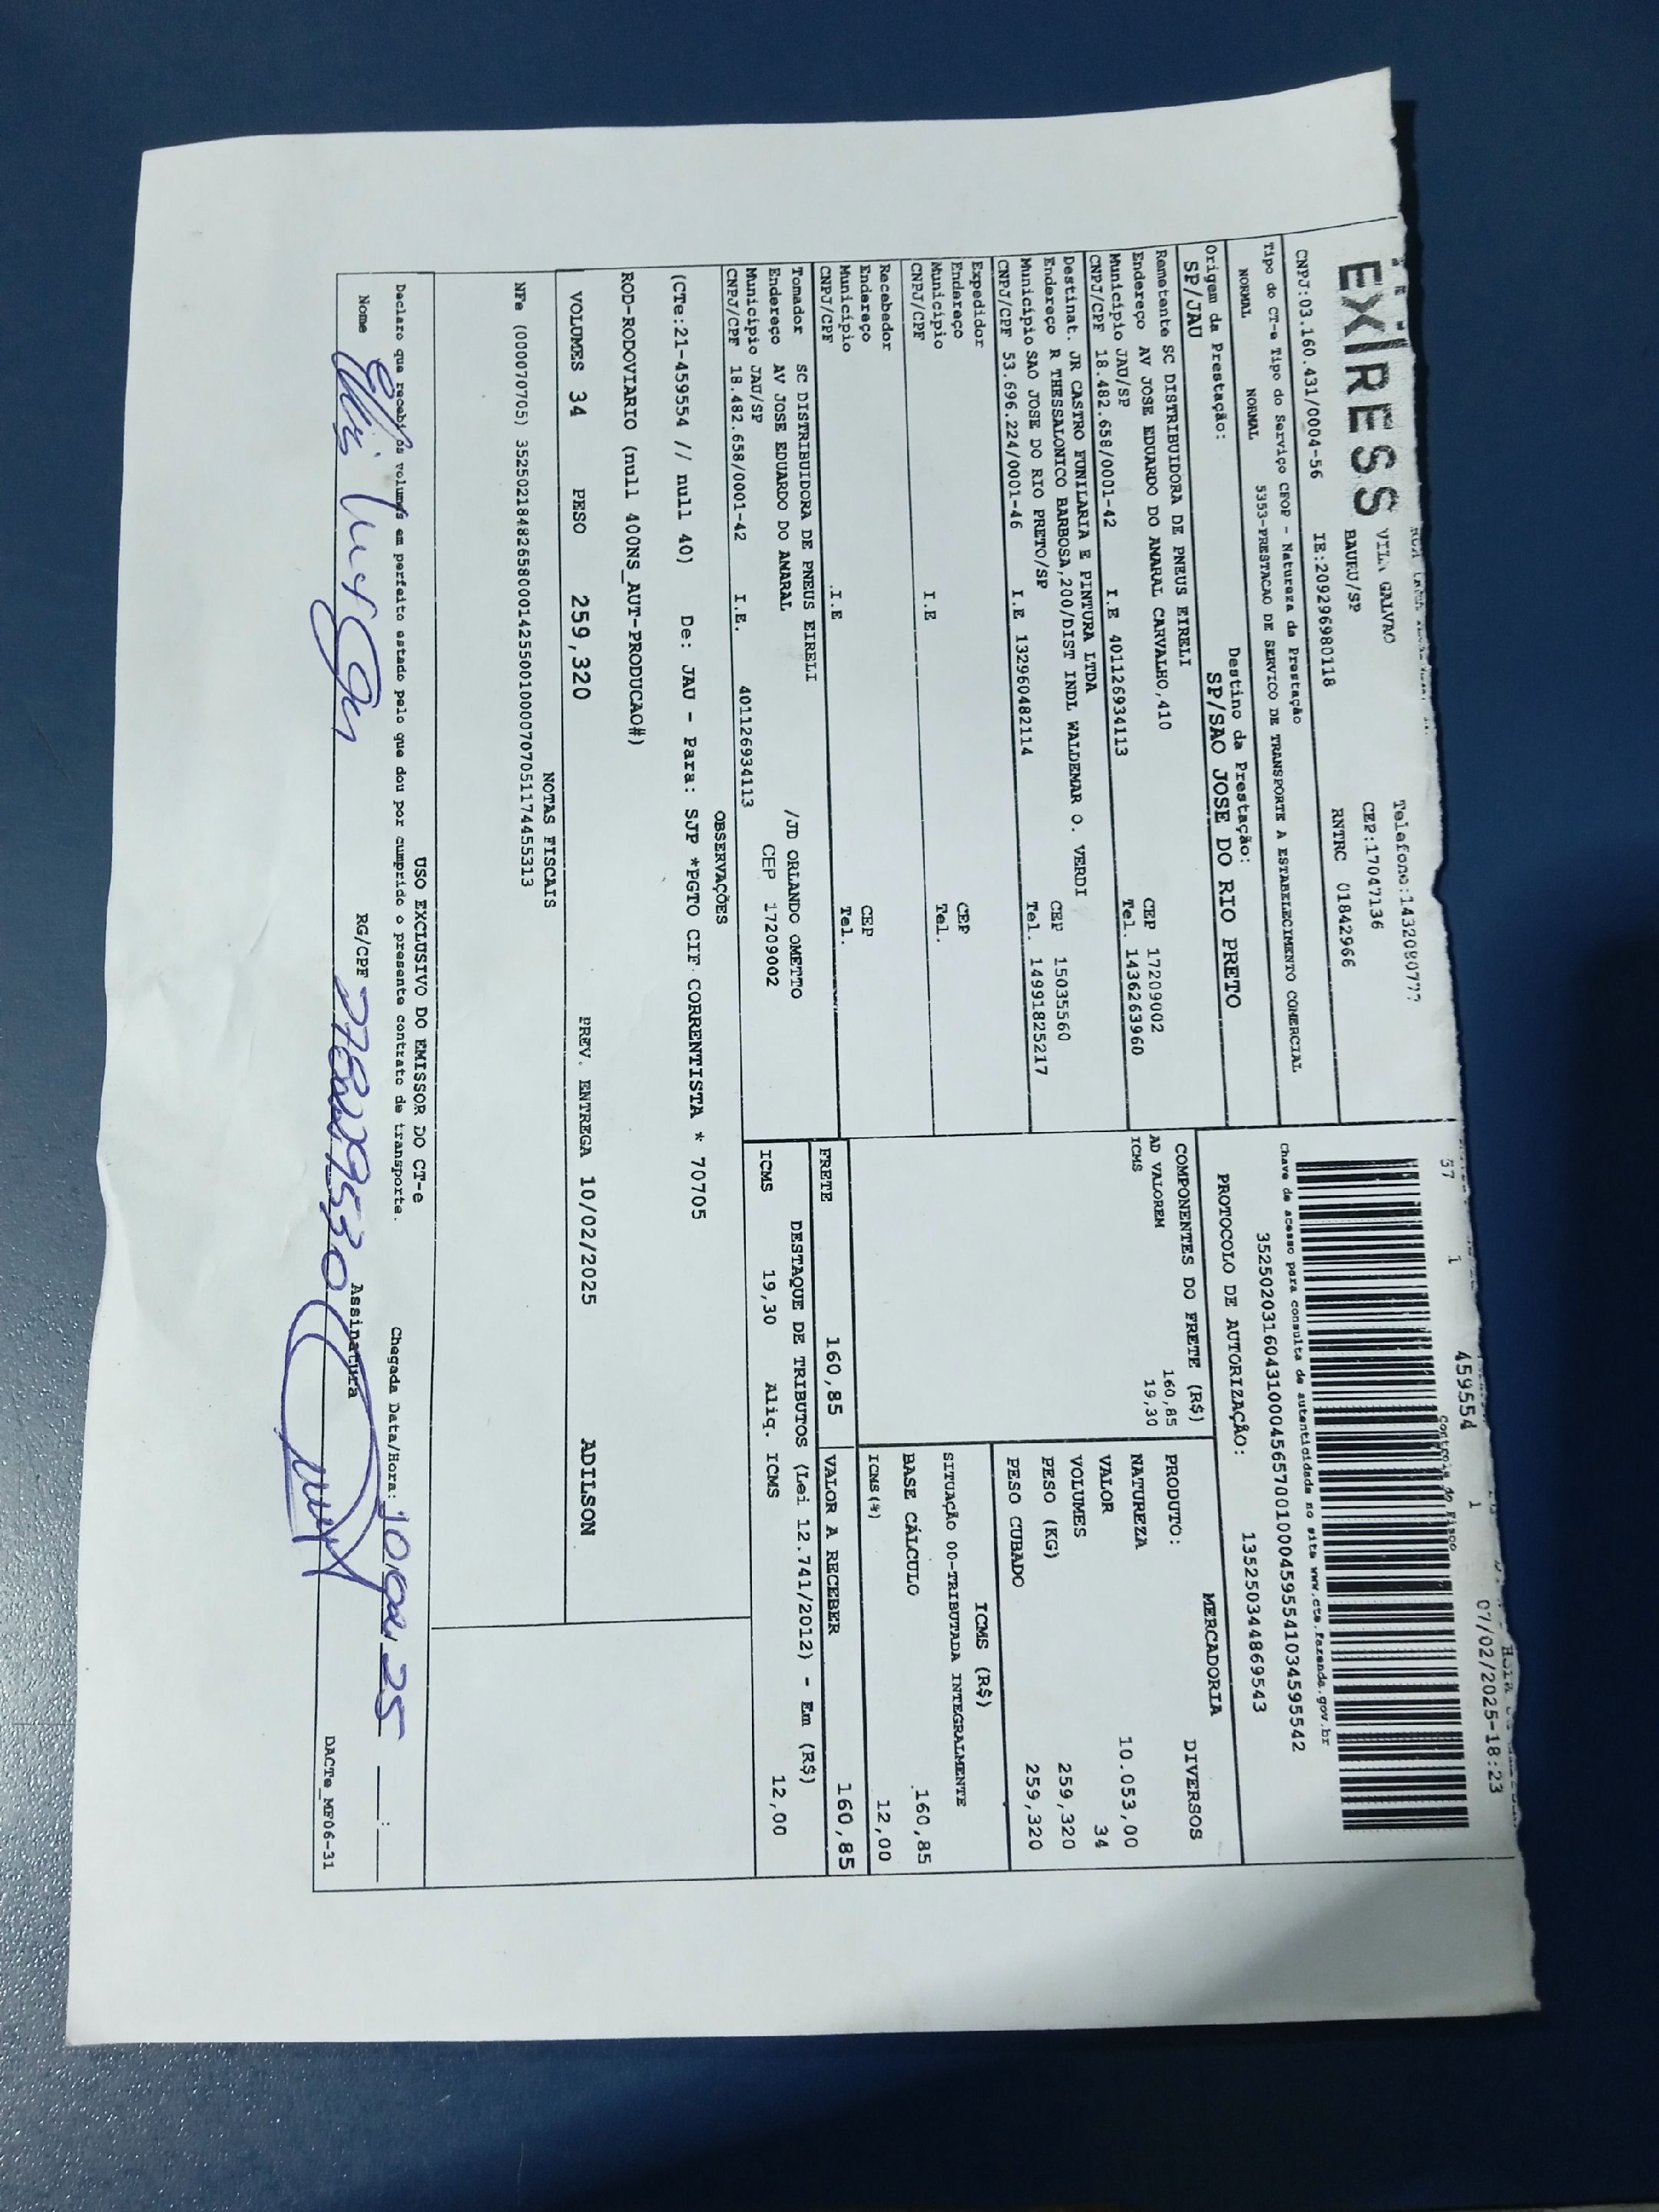 EXPRESS
VILA GALVAO
Telefone:1432080777
BAURU/SP
CEP:17047136
CNPJ:03.160.431/0004-56 IE:209296980118 RNTRC 01842966
Tipo do CT-e Tipo do Serviço CFOP - Natureza da Prestação
NORMAL NORMAL 5353-PRESTACAO DE SERVICO DE TRANSPORTE A ESTABELECIMENTO COMERCIAL
Origem da Prestação: Destino da Prestação:
SP/JAU SP/SAO JOSE DO RIO PRETO
57 1 459554 1 07/02/2025-18:23
Controle do Fisco
Chave de acesso para consulta de autenticidade no site www.cte.fazenda.gov.br
35250203160431000456570010004595541034595542
PROTOCOLO DE AUTORIZAÇÃO: 135250344869543
Remetente SC DISTRIBUIDORA DE PNEUS EIRELI
Endereço AV JOSE EDUARDO DO AMARAL CARVALHO,410 CEP 17209002
Município JAU/SP Tel. 1436263960
CNPJ/CPF 18.482.658/0001-42 I.E 401126934113
Destinat. JR CASTRO FUNILARIA E PINTURA LTDA
Endereço R THESSALONICO BARBOSA,200/DIST INDL WALDEMAR O. VERDI CEP 15035560
Município SAO JOSE DO RIO PRETO/SP Tel. 14991825217
CNPJ/CPF 53.696.224/0001-46 I.E 132960482114
Expedidor
Endereço CEP
Município Tel.
CNPJ/CPF I.E
Recebedor
Endereço CEP
Município Tel.
CNPJ/CPF I.E
Tomador SC DISTRIBUIDORA DE PNEUS EIRELI
Endereço AV JOSE EDUARDO DO AMARAL /JD ORLANDO OMETTO
Município JAU/SP CEP 17209002
CNPJ/CPF 18.482.658/0001-42 I.E. 401126934113
COMPONENTES DO FRETE (R$)
AD VALOREM 160,85
ICMS 19,30
MERCADORIA
PRODUTO: DIVERSOS
NATUREZA
VALOR 10.053,00
VOLUMES 34
PESO (KG) 259,320
PESO CUBADO 259,320
ICMS (R$)
SITUAÇÃO 00-TRIBUTADA INTEGRALMENTE
BASE CÁLCULO 160,85
ICMS(%) 12,00
FRETE 160,85 VALOR A RECEBER 160,85
DESTAQUE DE TRIBUTOS (Lei 12.741/2012) - Em (R$)
ICMS 19,30 Aliq. ICMS 12,00
OBSERVAÇÕES
(CTe:21-459554 // null 40) De: JAU - Para: SJP *PGTO CIF CORRENTISTA * 70705
ROD-RODOVIARIO (null 400NS_AUT-PRODUCAO#)
VOLUMES 34 PESO 259,320 PREV. ENTREGA 10/02/2025 ADILSON
NOTAS FISCAIS
NFe (000070705) 35250218482658000142550010000707051174455313
USO EXCLUSIVO DO EMISSOR DO CT-e
Declaro que recebi os volumes em perfeito estado pelo que dou por cumprido o presente contrato de transporte. Chegada Data/Hora: 10,02,25 __:__
Nome RG/CPF Assinatura
DACTe_MF06-31